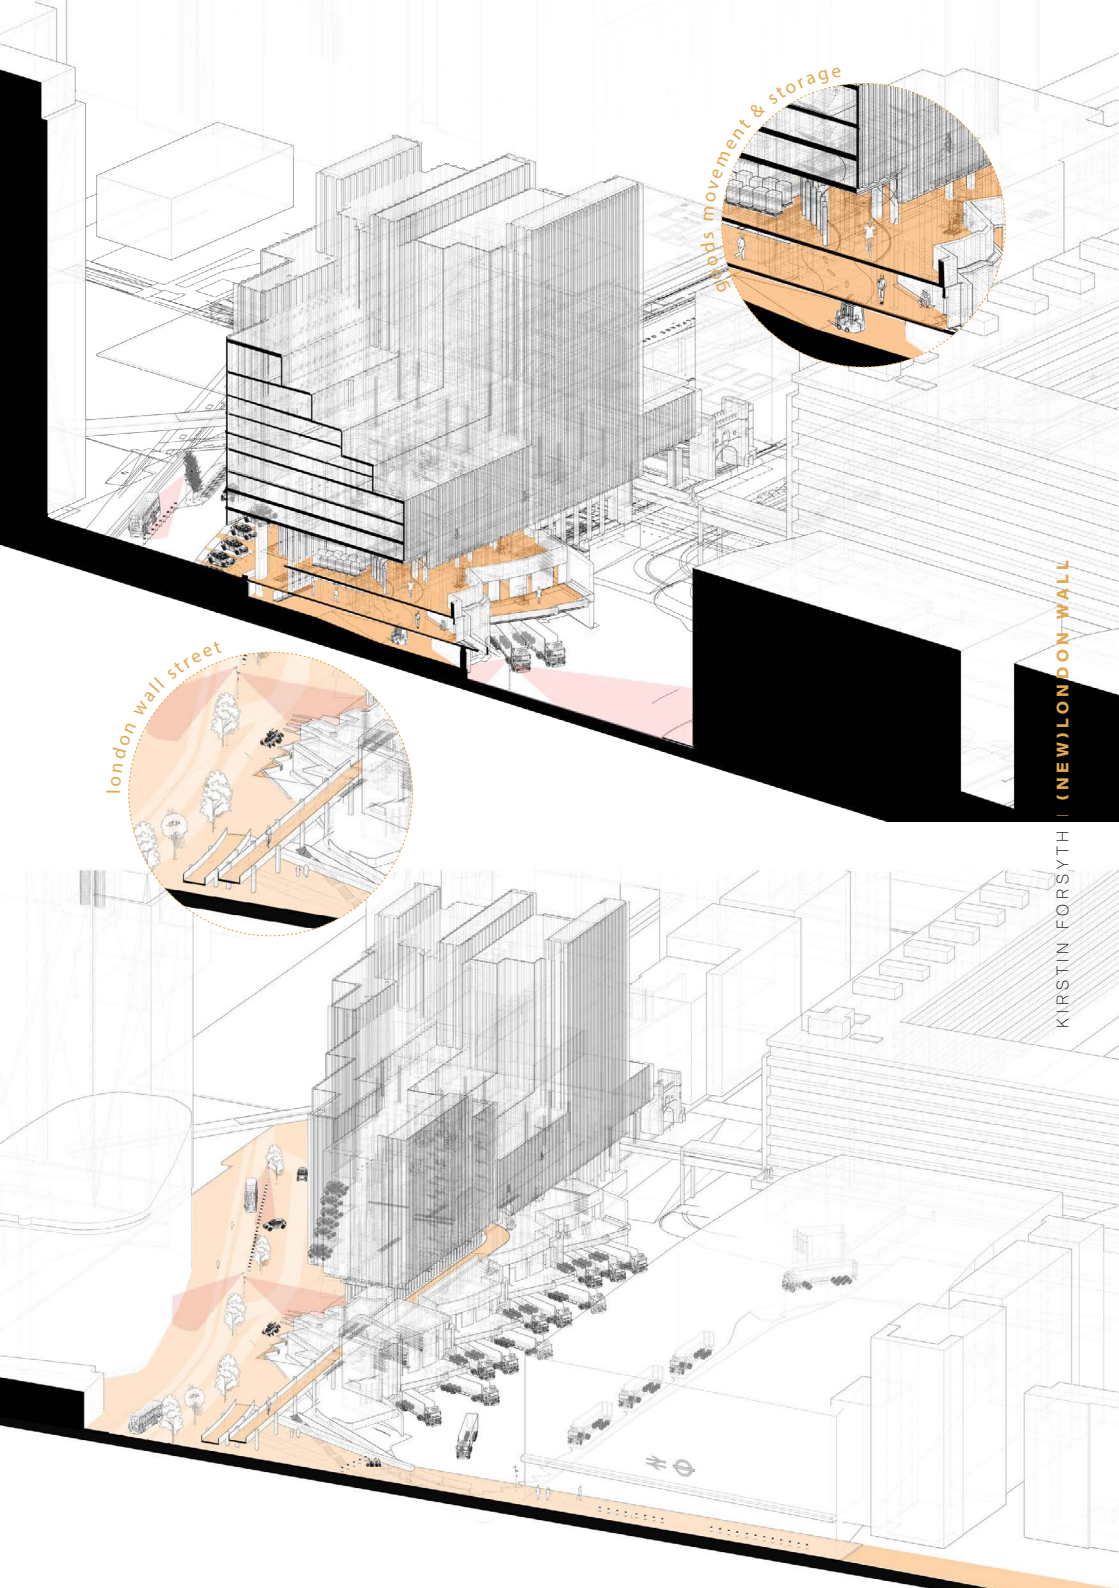 goods movement & storage
london wall street
KIRSTIN FORSYTH | (NEW)LONDON WALL